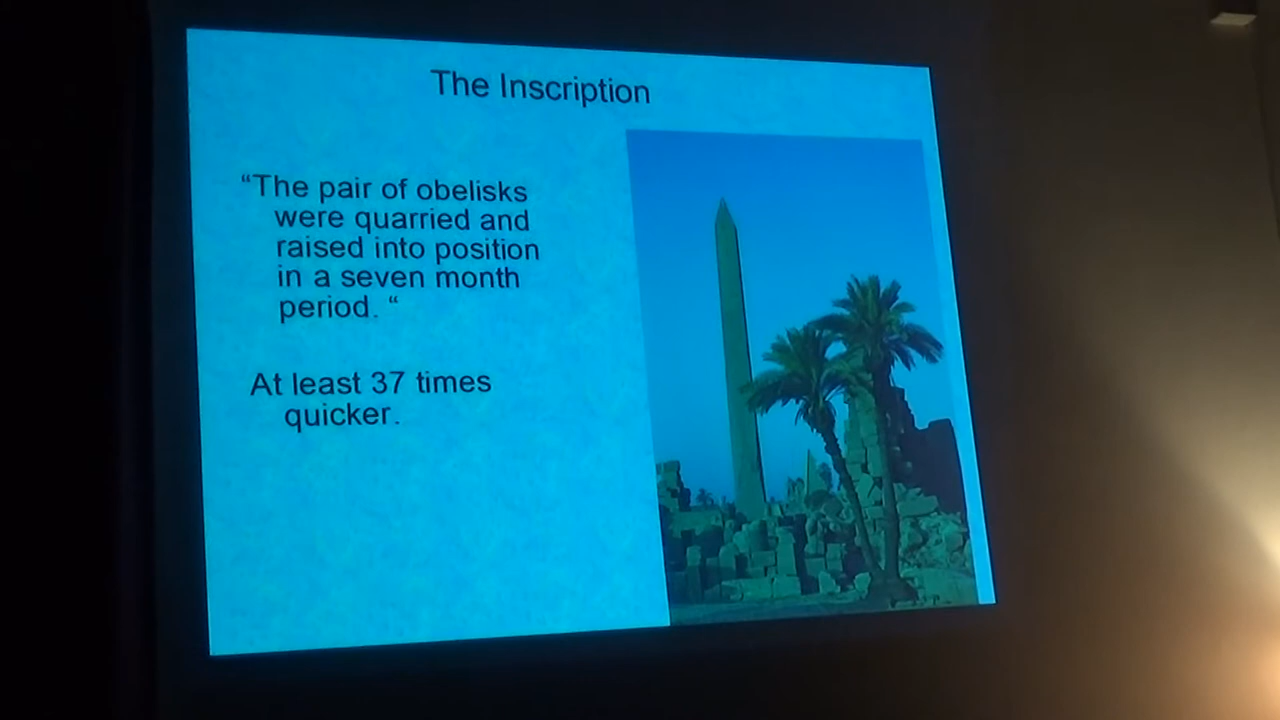 The Inscription
“The pair of obelisks
were quarried and
raised into position
in a seven month
period. “
At least 37 times
quicker.